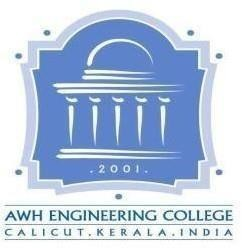 .2001.
AWH ENGINEERING COLLEGE
CALICUT.KERALA.INDIA